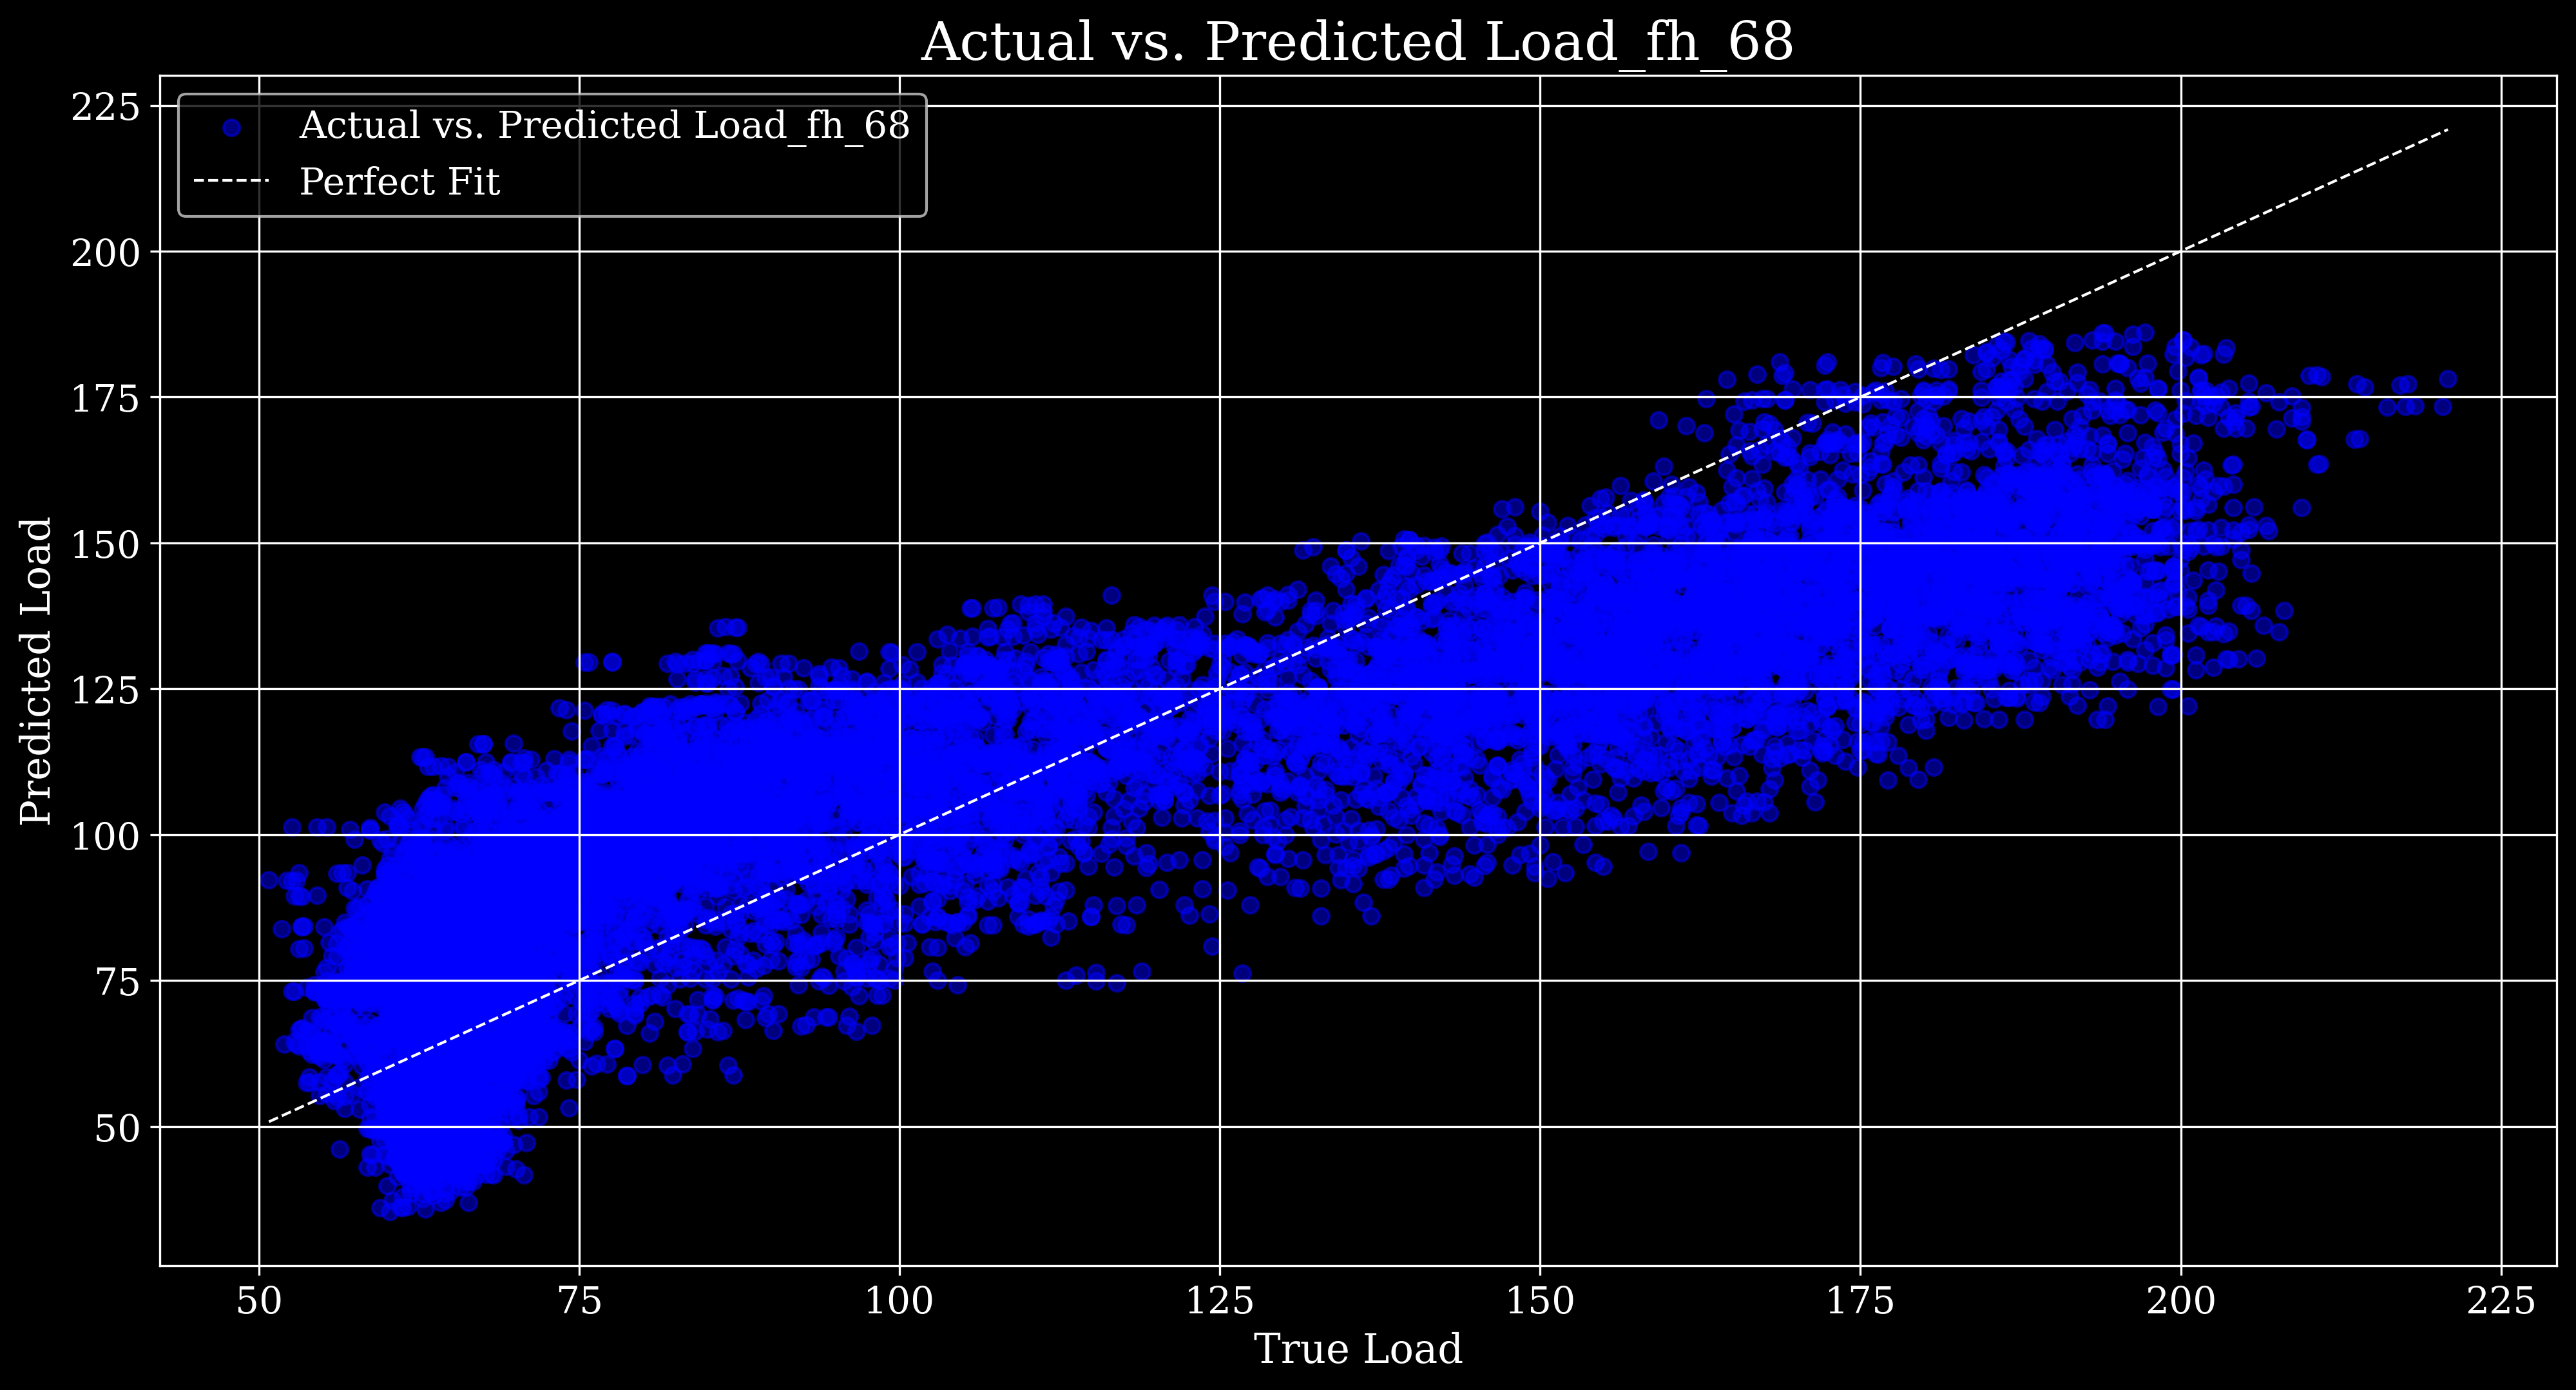 Actual vs. Predicted Load_fh_68
Actual vs. Predicted Load_fh_68
Perfect Fit
225
200
175
150
125
100
75
50
Predicted Load
50 75 100 125 150 175 200 225
True Load